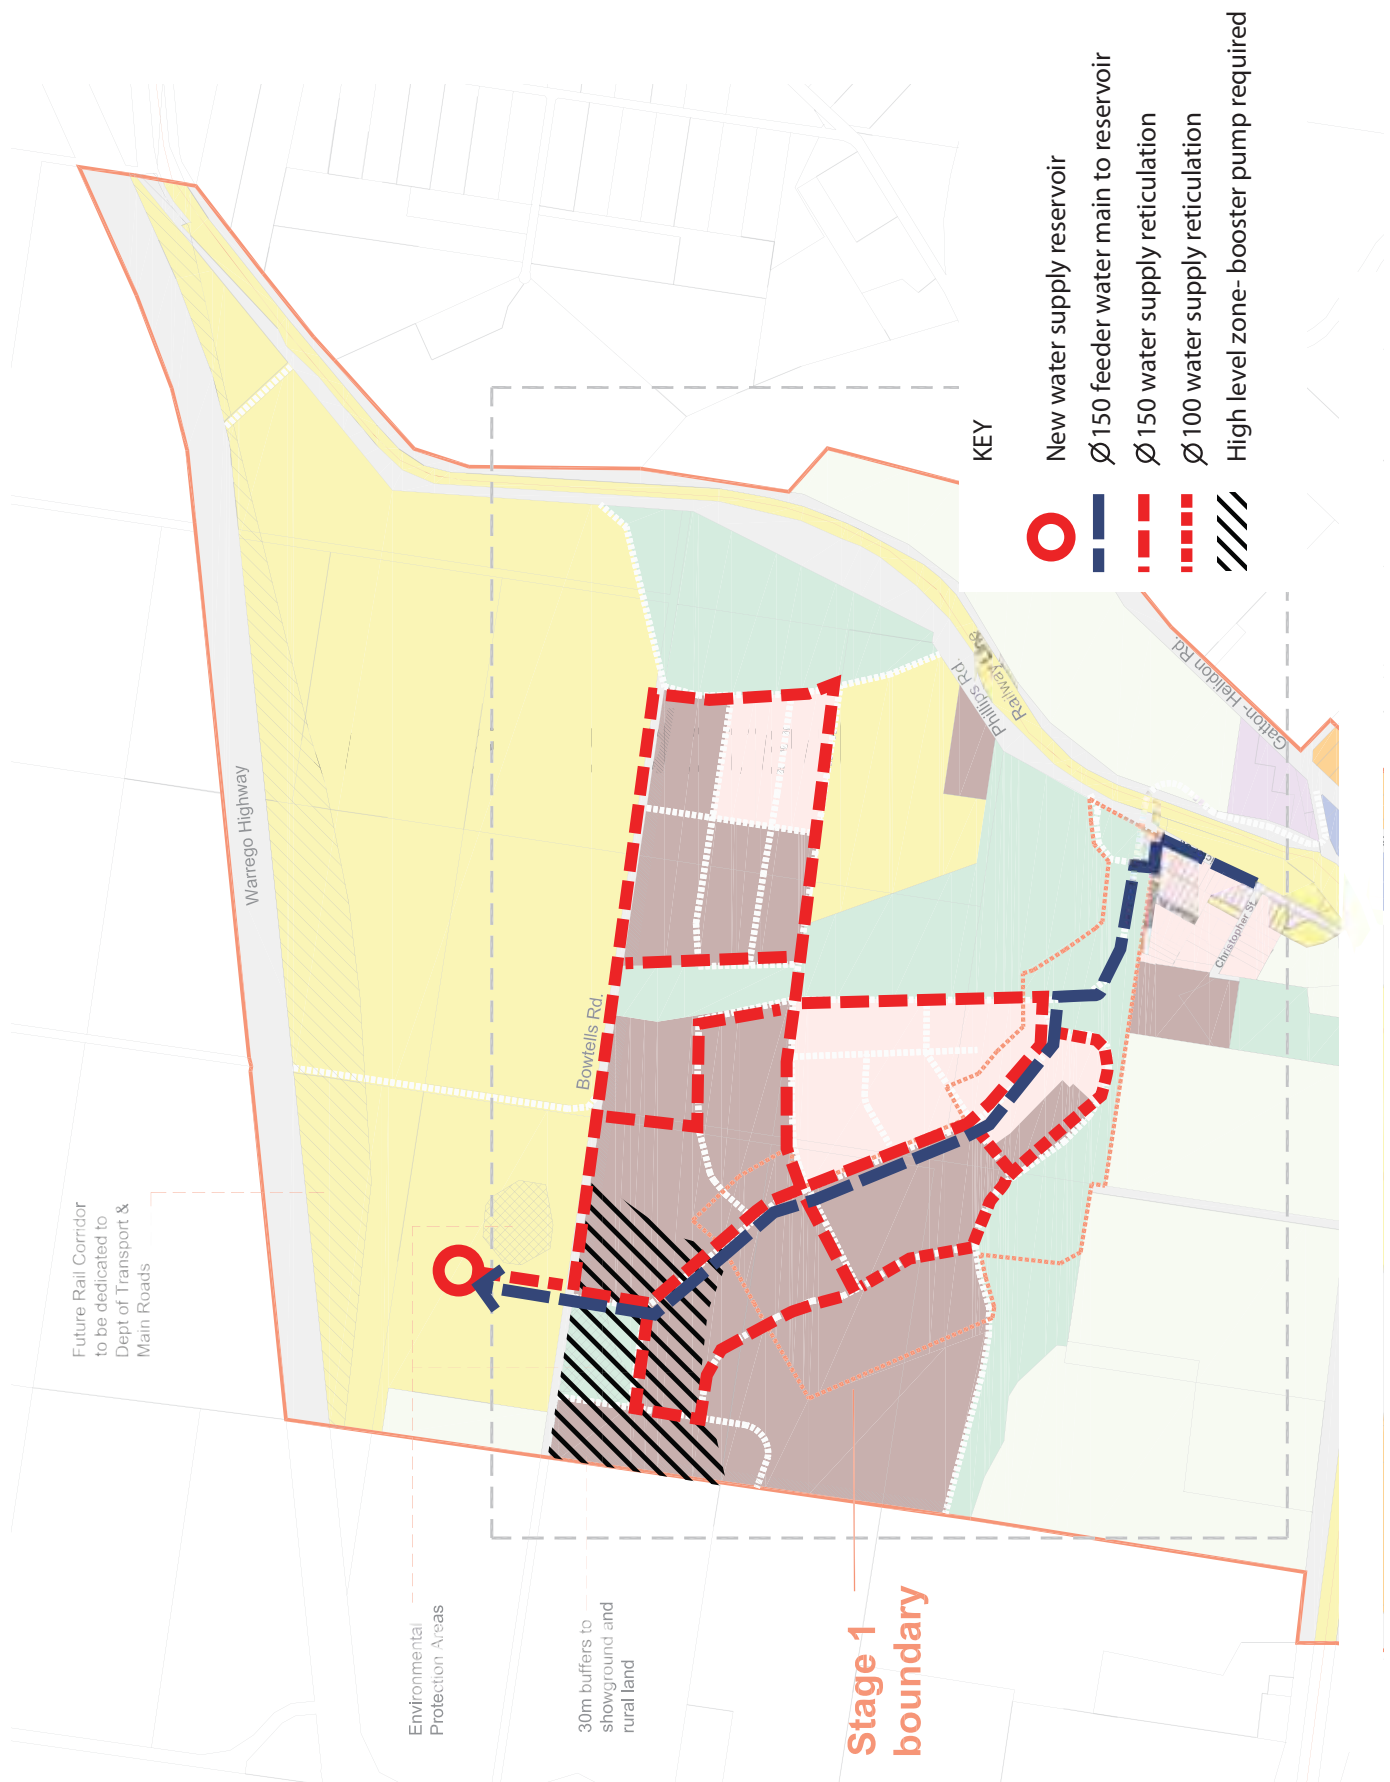 Future Rail Corridor
to be dedicated to
Dept of Transport &
Main Roads
Environmental
Protection Areas
30m buffers to
showground and
rural land
Stage 1
boundary
Warrego Highway
Bowtells Rd.
Phillips Rd.
Railway Line
Gatton- Helidon Rd.
Christopher St.
KEY
New water supply reservoir
Ø150 feeder water main to reservoir
Ø150 water supply reticulation
Ø100 water supply reticulation
High level zone- booster pump required